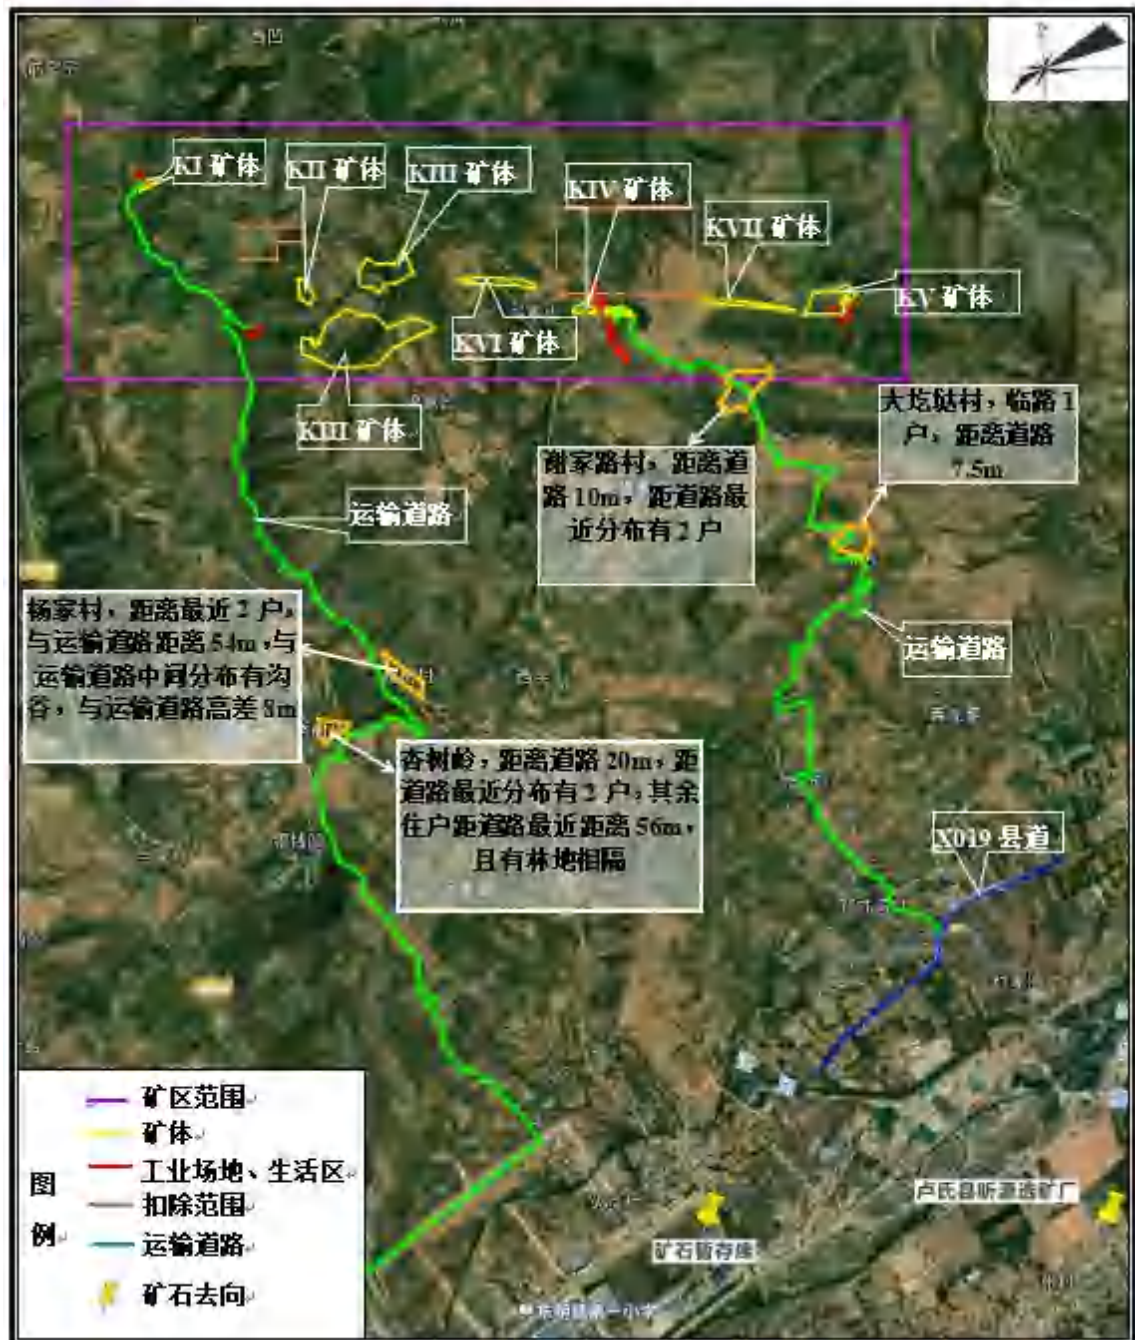 KI 矿体
KII 矿体
KIII 矿体
KIV 矿体
KVII 矿体
KV 矿体
KVI 矿体
KIII 矿体
大圪垯村，临路 1
户，距离道路
7.5m
谢家路村，距离道
路 10m，距道路最
近分布有 2 户
运输道路
杨家村，距离最近 2 户，
与运输道路距离 54m，与
运输道路中间分布有沟
谷，与运输道路高差 8m
运输道路
杏树岭，距离道路 20m，距
道路最近分布有 2 户，其余
住户距道路最近距离 56m，
且有林地相隔
X019 县道
图
例
矿区范围
矿体
工业场地、生活区
扣除范围
运输道路
矿石去向
卢氏县昕源选矿厂
矿石暂存库